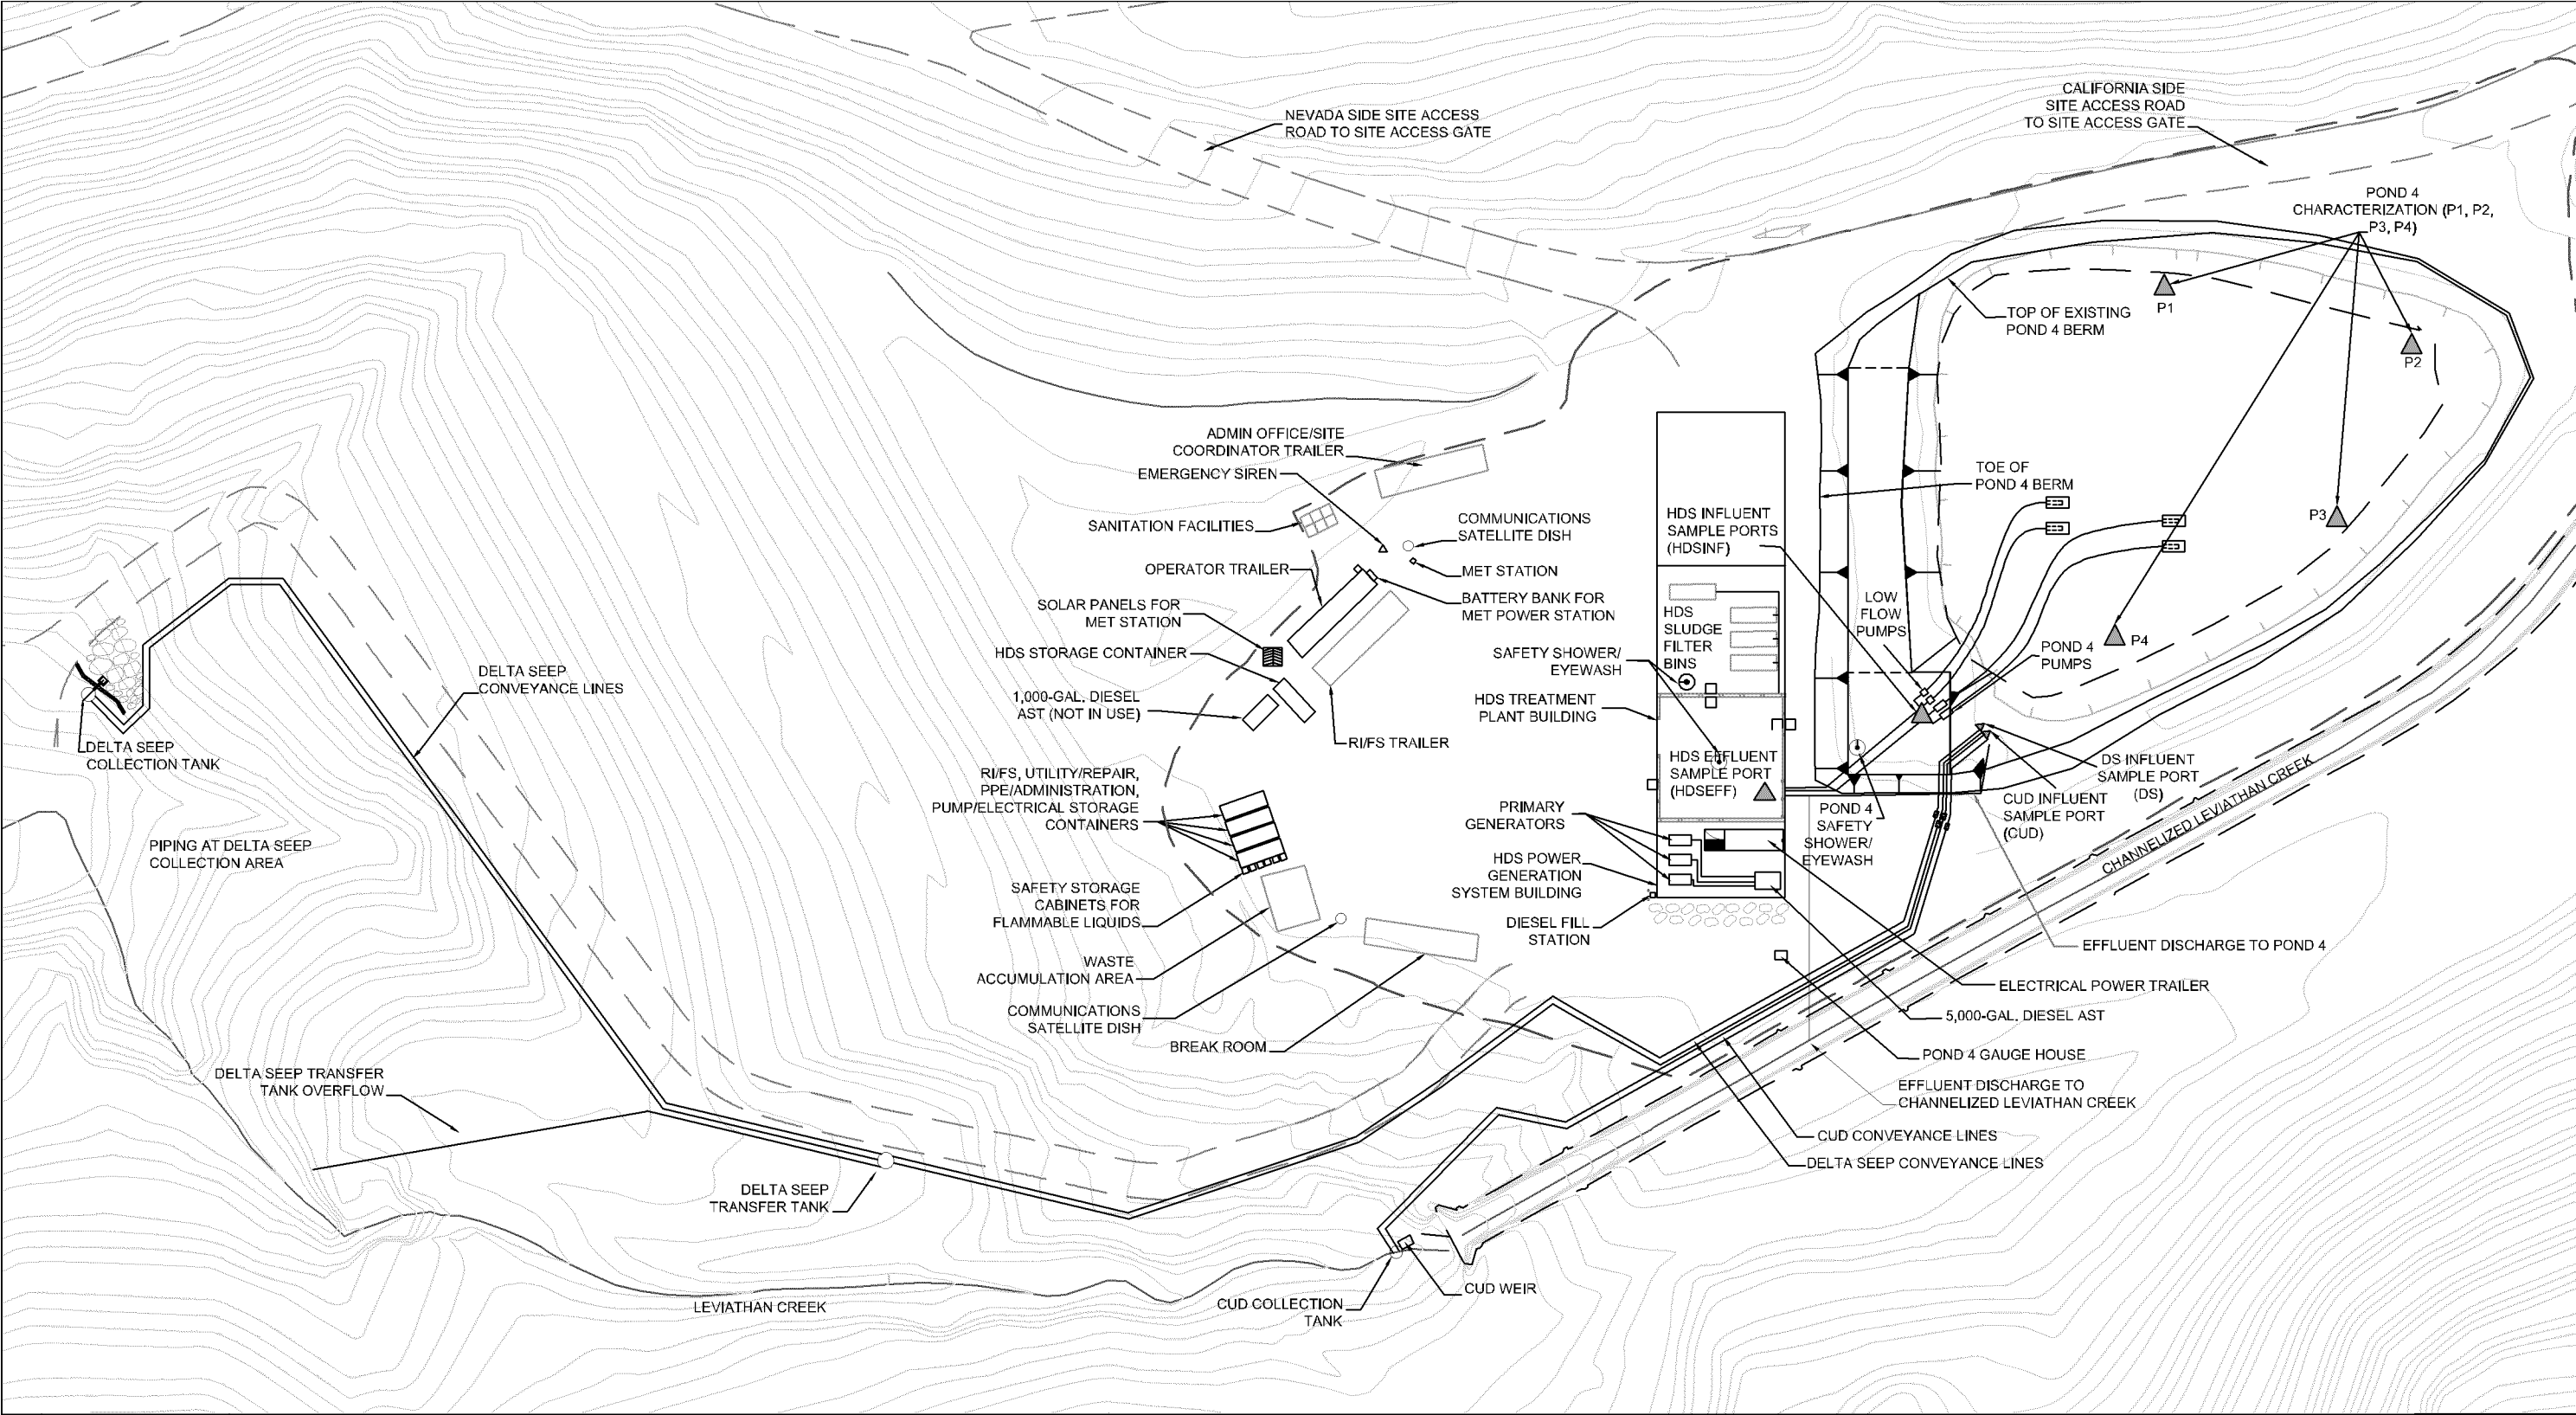 NEVADA SIDE SITE ACCESS
ROAD TO SITE ACCESS GATE
CALIFORNIA SIDE
SITE ACCESS ROAD
TO SITE ACCESS GATE
POND 4
CHARACTERIZATION (P1, P2,
P3, P4)
P1
TOP OF EXISTING
POND 4 BERM
P2
ADMIN OFFICE/SITE
COORDINATOR TRAILER
EMERGENCY SIREN
SANITATION FACILITIES
COMMUNICATIONS
SATELLITE DISH
OPERATOR TRAILER
MET STATION
BATTERY BANK FOR
MET POWER STATION
SOLAR PANELS FOR
MET STATION
HDS STORAGE CONTAINER
1,000-GAL. DIESEL
AST (NOT IN USE)
RI/FS TRAILER
HDS INFLUENT
SAMPLE PORTS
(HDSINF)
TOE OF
POND 4 BERM
P3
HDS
SLUDGE
FILTER
BINS
LOW
FLOW
PUMPS
P4
POND 4
PUMPS
SAFETY SHOWER/
EYEWASH
HDS TREATMENT
PLANT BUILDING
HDS EFFLUENT
SAMPLE PORT
(HDSEFF)
DELTA SEEP
CONVEYANCE LINES
DELTA SEEP
COLLECTION TANK
PIPING AT DELTA SEEP
COLLECTION AREA
RI/FS, UTILITY/REPAIR,
PPE/ADMINISTRATION,
PUMP/ELECTRICAL STORAGE
CONTAINERS
PRIMARY
GENERATORS
POND 4
SAFETY
SHOWER/
EYEWASH
DS INFLUENT
SAMPLE PORT
(DS)
CUD INFLUENT
SAMPLE PORT
(CUD)
CHANNELIZED LEVIATHAN CREEK
HDS POWER
GENERATION
SYSTEM BUILDING
SAFETY STORAGE
CABINETS FOR
FLAMMABLE LIQUIDS
DIESEL FILL
STATION
WASTE
ACCUMULATION AREA
EFFLUENT DISCHARGE TO POND 4
COMMUNICATIONS
SATELLITE DISH
ELECTRICAL POWER TRAILER
5,000-GAL. DIESEL AST
BREAK ROOM
POND 4 GAUGE HOUSE
DELTA SEEP TRANSFER
TANK OVERFLOW
EFFLUENT DISCHARGE TO
CHANNELIZED LEVIATHAN CREEK
CUD CONVEYANCE LINES
DELTA SEEP CONVEYANCE LINES
DELTA SEEP
TRANSFER TANK
LEVIATHAN CREEK
CUD COLLECTION
TANK
CUD WEIR